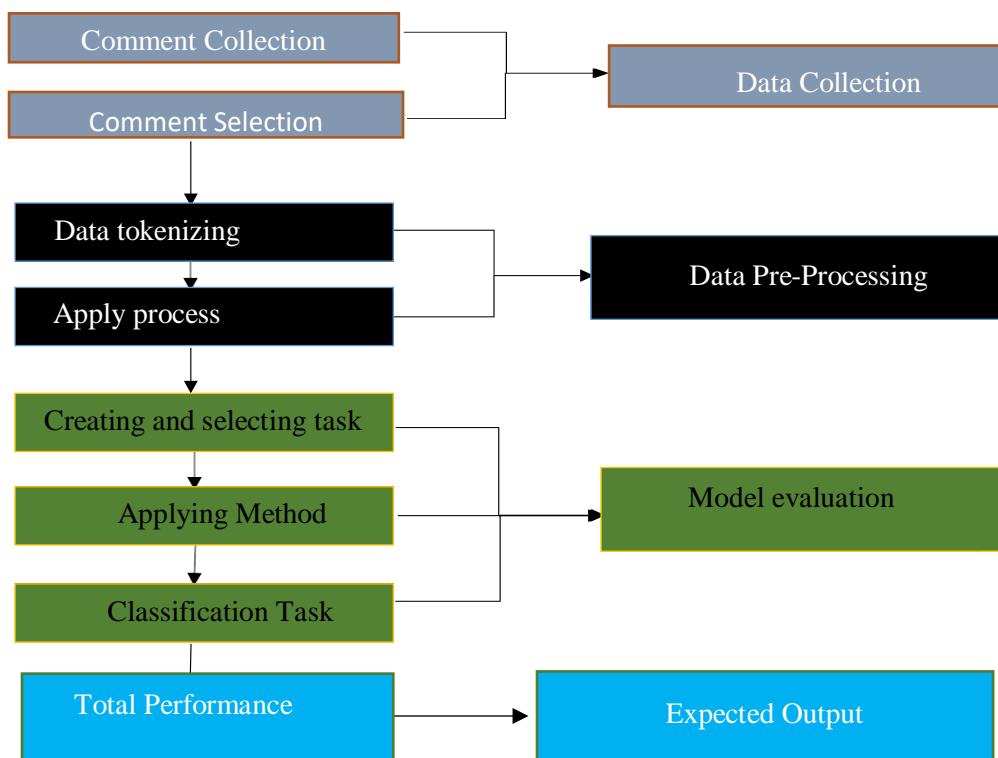 Comment Collection
Data Collection
Comment Selection
Data tokenizing
Data Pre-Processing
Apply process
Creating and selecting task
Model evaluation
Applying Method
Classification Task
Total Performance
Expected Output